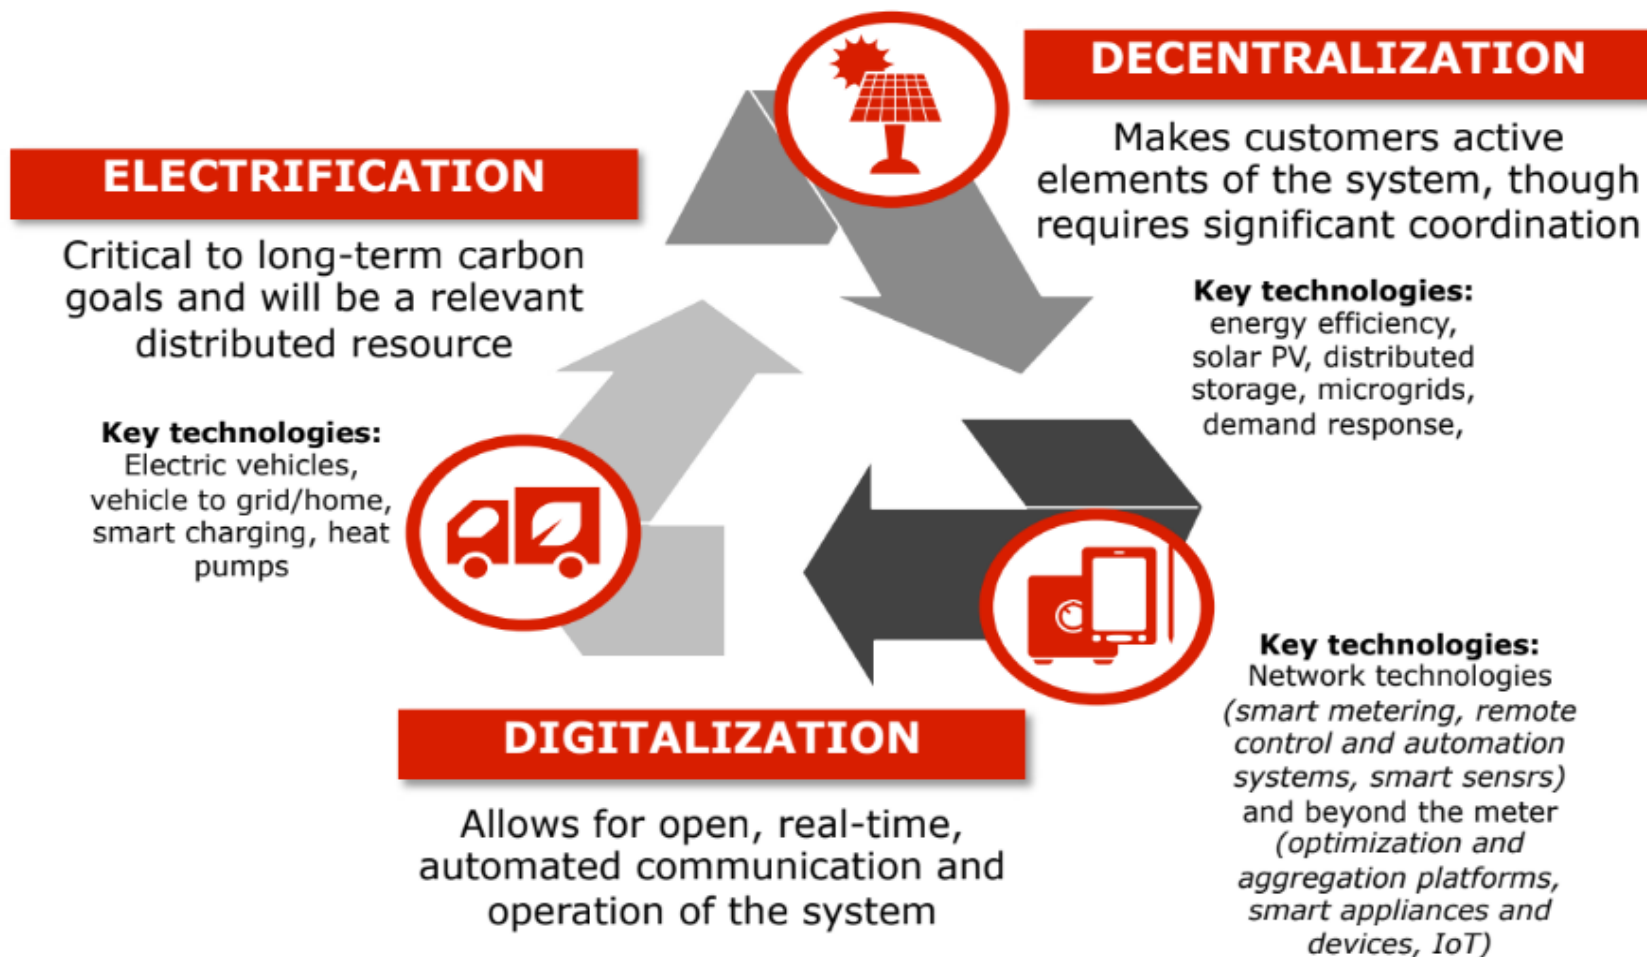 ELECTRIFICATION
Critical to long-term carbon
goals and will be a relevant
distributed resource
Key technologies:
Electric vehicles,
vehicle to grid/home,
smart charging, heat
pumps
DECENTRALIZATION
Makes customers active
elements of the system, though
requires significant coordination
Key technologies:
energy efficiency,
solar PV, distributed
storage, microgrids,
demand response,
DIGITALIZATION
Allows for open, real-time,
automated communication and
operation of the system
Key technologies:
Network technologies
(smart metering, remote
control and automation
systems, smart sensrs)
and beyond the meter
(optimization and
aggregation platforms,
smart appliances and
devices, IoT)